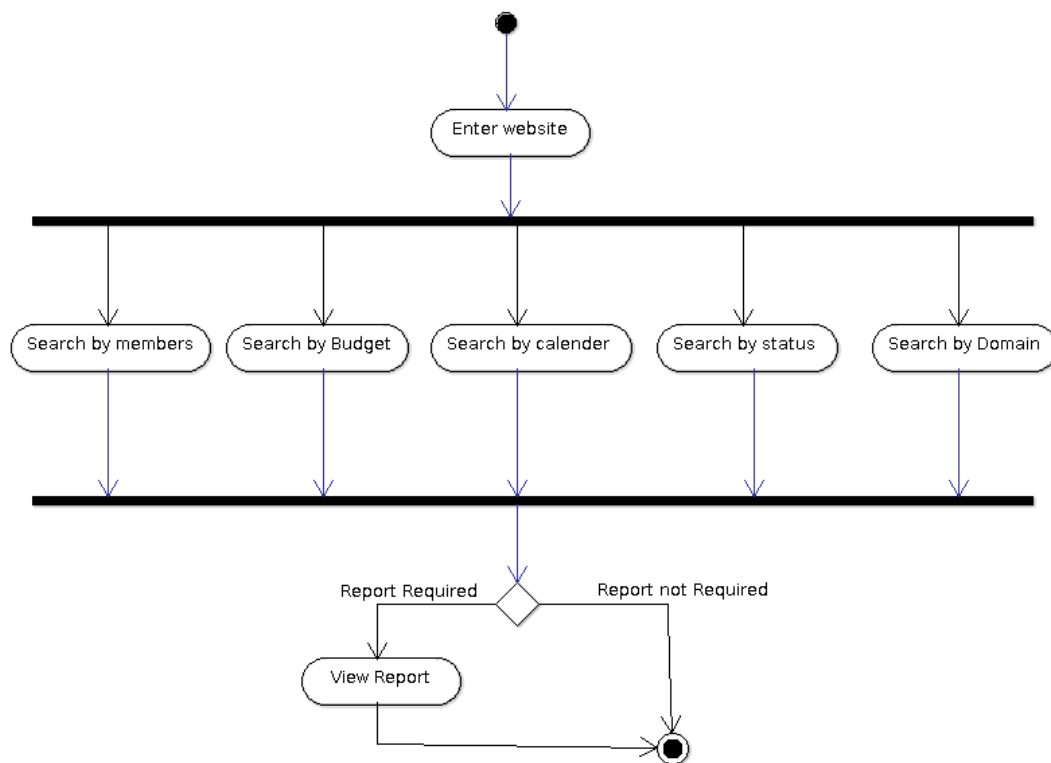 Enter website
Search by members
Search by Budget
Search by calender
Search by status
Search by Domain
Report Required
Report not Required
View Report